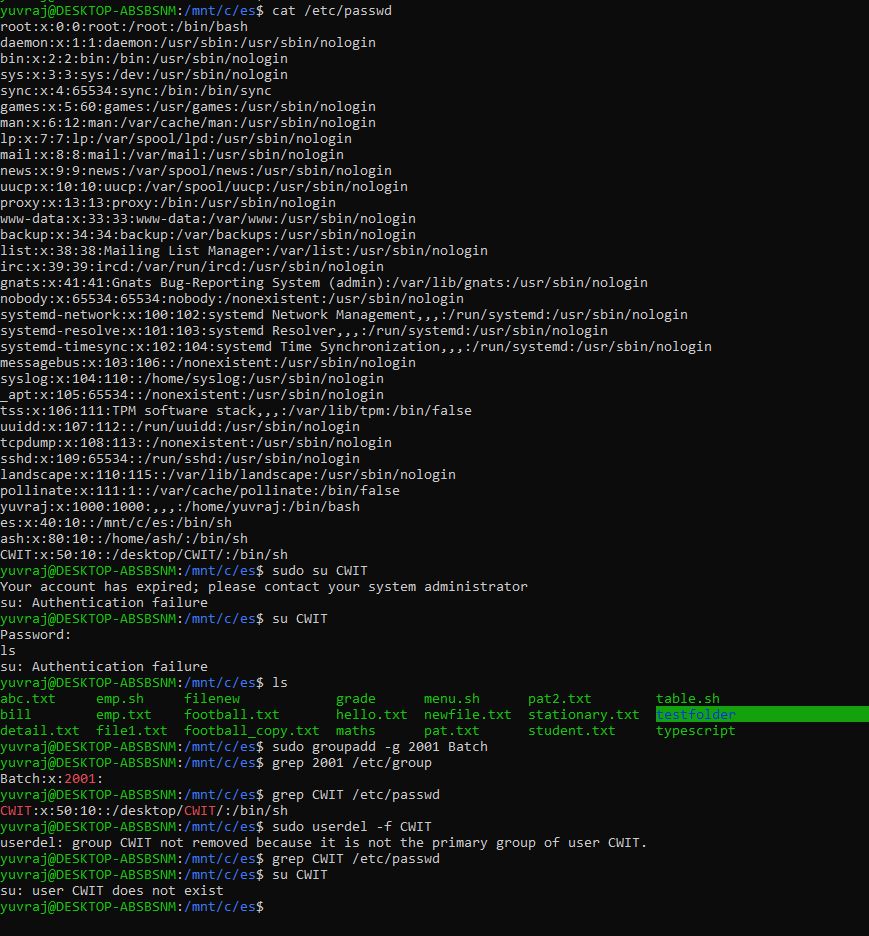 yuvraj@DESKTOP-ABSBSNM:/mnt/c/es$ cat /etc/passwd
root:x:0:0:root:/root:/bin/bash
daemon:x:1:1:daemon:/usr/sbin:/usr/sbin/nologin
bin:x:2:2:bin:/bin:/usr/sbin/nologin
sys:x:3:3:sys:/dev:/usr/sbin/nologin
sync:x:4:65534:sync:/bin:/bin/sync
games:x:5:60:games:/usr/games:/usr/sbin/nologin
man:x:6:12:man:/var/cache/man:/usr/sbin/nologin
lp:x:7:7:lp:/var/spool/lpd:/usr/sbin/nologin
mail:x:8:8:mail:/var/mail:/usr/sbin/nologin
news:x:9:9:news:/var/spool/news:/usr/sbin/nologin
uucp:x:10:10:uucp:/var/spool/uucp:/usr/sbin/nologin
proxy:x:13:13:proxy:/bin:/usr/sbin/nologin
www-data:x:33:33:www-data:/var/www:/usr/sbin/nologin
backup:x:34:34:backup:/var/backups:/usr/sbin/nologin
list:x:38:38:Mailing List Manager:/var/list:/usr/sbin/nologin
irc:x:39:39:ircd:/var/run/ircd:/usr/sbin/nologin
gnats:x:41:41:Gnats Bug-Reporting System (admin):/var/lib/gnats:/usr/sbin/nologin
nobody:x:65534:65534:nobody:/nonexistent:/usr/sbin/nologin
systemd-network:x:100:102:systemd Network Management,,,:/run/systemd:/usr/sbin/nologin
systemd-resolve:x:101:103:systemd Resolver,,,:/run/systemd:/usr/sbin/nologin
systemd-timesync:x:102:104:systemd Time Synchronization,,,:/run/systemd:/usr/sbin/nologin
messagebus:x:103:106::/nonexistent:/usr/sbin/nologin
syslog:x:104:110::/home/syslog:/usr/sbin/nologin
_apt:x:105:65534::/nonexistent:/usr/sbin/nologin
tss:x:106:111:TPM software stack,,,:/var/lib/tpm:/bin/false
uuidd:x:107:112::/run/uuidd:/usr/sbin/nologin
tcpdump:x:108:113::/nonexistent:/usr/sbin/nologin
sshd:x:109:65534::/run/sshd:/usr/sbin/nologin
landscape:x:110:115::/var/lib/landscape:/usr/sbin/nologin
pollinate:x:111:1::/var/cache/pollinate:/bin/false
yuvraj:x:1000:1000:,,,:/home/yuvraj:/bin/bash
es:x:40:10::/mnt/c/es:/bin/sh
ash:x:80:10::/home/ash/:/bin/sh
CWIT:x:50:10::/desktop/CWIT/:/bin/sh
yuvraj@DESKTOP-ABSBSNM:/mnt/c/es$ sudo su CWIT
Your account has expired; please contact your system administrator
su: Authentication failure
yuvraj@DESKTOP-ABSBSNM:/mnt/c/es$ su CWIT
Password:
ls
su: Authentication failure
yuvraj@DESKTOP-ABSBSNM:/mnt/c/es$ ls
abc.txt emp.sh filenew grade menu.sh pat2.txt table.sh
bill emp.txt football.txt hello.txt newfile.txt stationary.txt testfolder
detail.txt file1.txt football_copy.txt maths pat.txt student.txt typescript
yuvraj@DESKTOP-ABSBSNM:/mnt/c/es$ sudo groupadd -g 2001 Batch
yuvraj@DESKTOP-ABSBSNM:/mnt/c/es$ grep 2001 /etc/group
Batch:x:2001:
yuvraj@DESKTOP-ABSBSNM:/mnt/c/es$ grep CWIT /etc/passwd
CWIT:x:50:10::/desktop/CWIT/:/bin/sh
yuvraj@DESKTOP-ABSBSNM:/mnt/c/es$ sudo userdel -f CWIT
userdel: group CWIT not removed because it is not the primary group of user CWIT.
yuvraj@DESKTOP-ABSBSNM:/mnt/c/es$ grep CWIT /etc/passwd
yuvraj@DESKTOP-ABSBSNM:/mnt/c/es$ su CWIT
su: user CWIT does not exist
yuvraj@DESKTOP-ABSBSNM:/mnt/c/es$